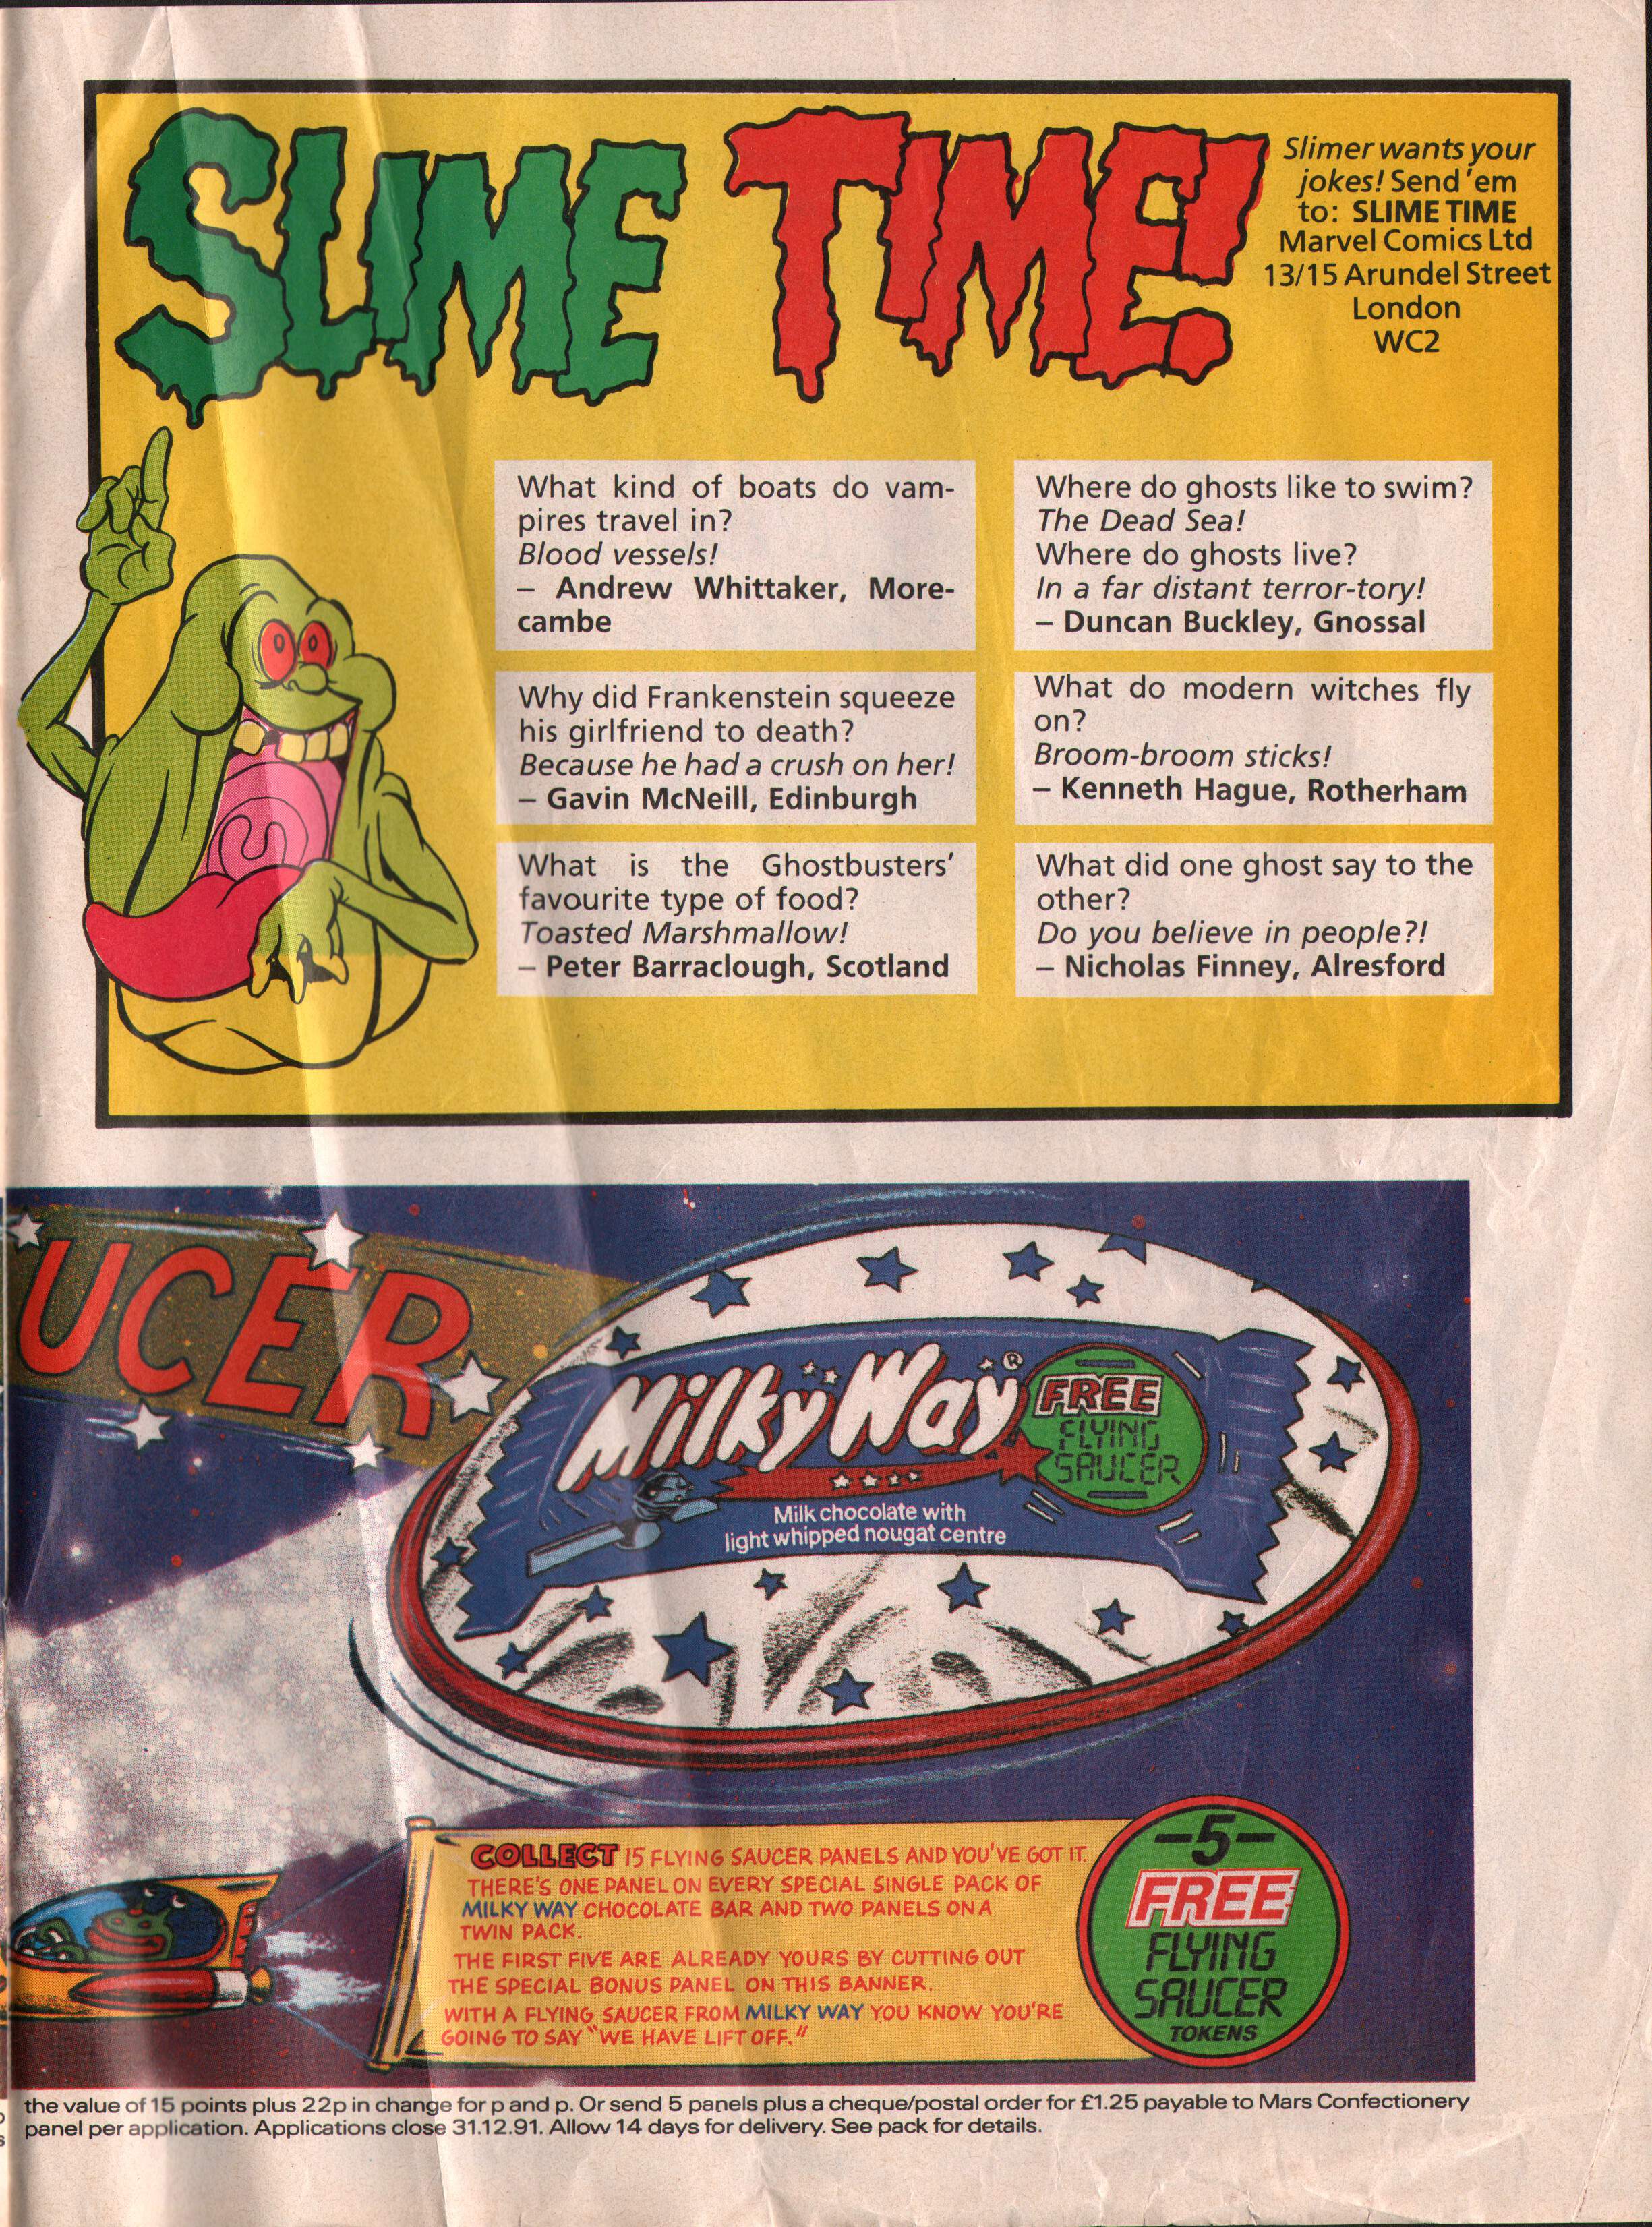 SLIME TIME!
Slimer wants your
jokes! Send 'em
to: SLIME TIME
Marvel Comics Ltd
13/15 Arundel Street
London
WC2
What kind of boats do vam-
pires travel in?
Blood vessels!
– Andrew Whittaker, More-
cambe
Why did Frankenstein squeeze
his girlfriend to death?
Because he had a crush on her!
– Gavin McNeill, Edinburgh
What is the Ghostbusters'
favourite type of food?
Toasted Marshmallow!
– Peter Barraclough, Scotland
Where do ghosts like to swim?
The Dead Sea!
Where do ghosts live?
In a far distant terror-tory!
– Duncan Buckley, Gnossal
What do modern witches fly
on?
Broom-broom sticks!
– Kenneth Hague, Rotherham
What did one ghost say to the
other?
Do you believe in people?!
– Nicholas Finney, Alresford
UCER
Milky Way ®
FREE
FLYING
SAUCER
Milk chocolate with
light whipped nougat centre
COLLECT 15 FLYING SAUCER PANELS AND YOU'VE GOT IT.
THERE'S ONE PANEL ON EVERY SPECIAL SINGLE PACK OF
MILKY WAY CHOCOLATE BAR AND TWO PANELS ON A
TWIN PACK.
THE FIRST FIVE ARE ALREADY YOURS BY CUTTING OUT
THE SPECIAL BONUS PANEL ON THIS BANNER.
WITH A FLYING SAUCER FROM MILKY WAY YOU KNOW YOU'RE
GOING TO SAY "WE HAVE LIFT OFF."
-5-
FREE
FLYING
SAUCER
TOKENS
the value of 15 points plus 22p in change for p and p. Or send 5 panels plus a cheque/postal order for £1.25 payable to Mars Confectionery
panel per application. Applications close 31.12.91. Allow 14 days for delivery. See pack for details.